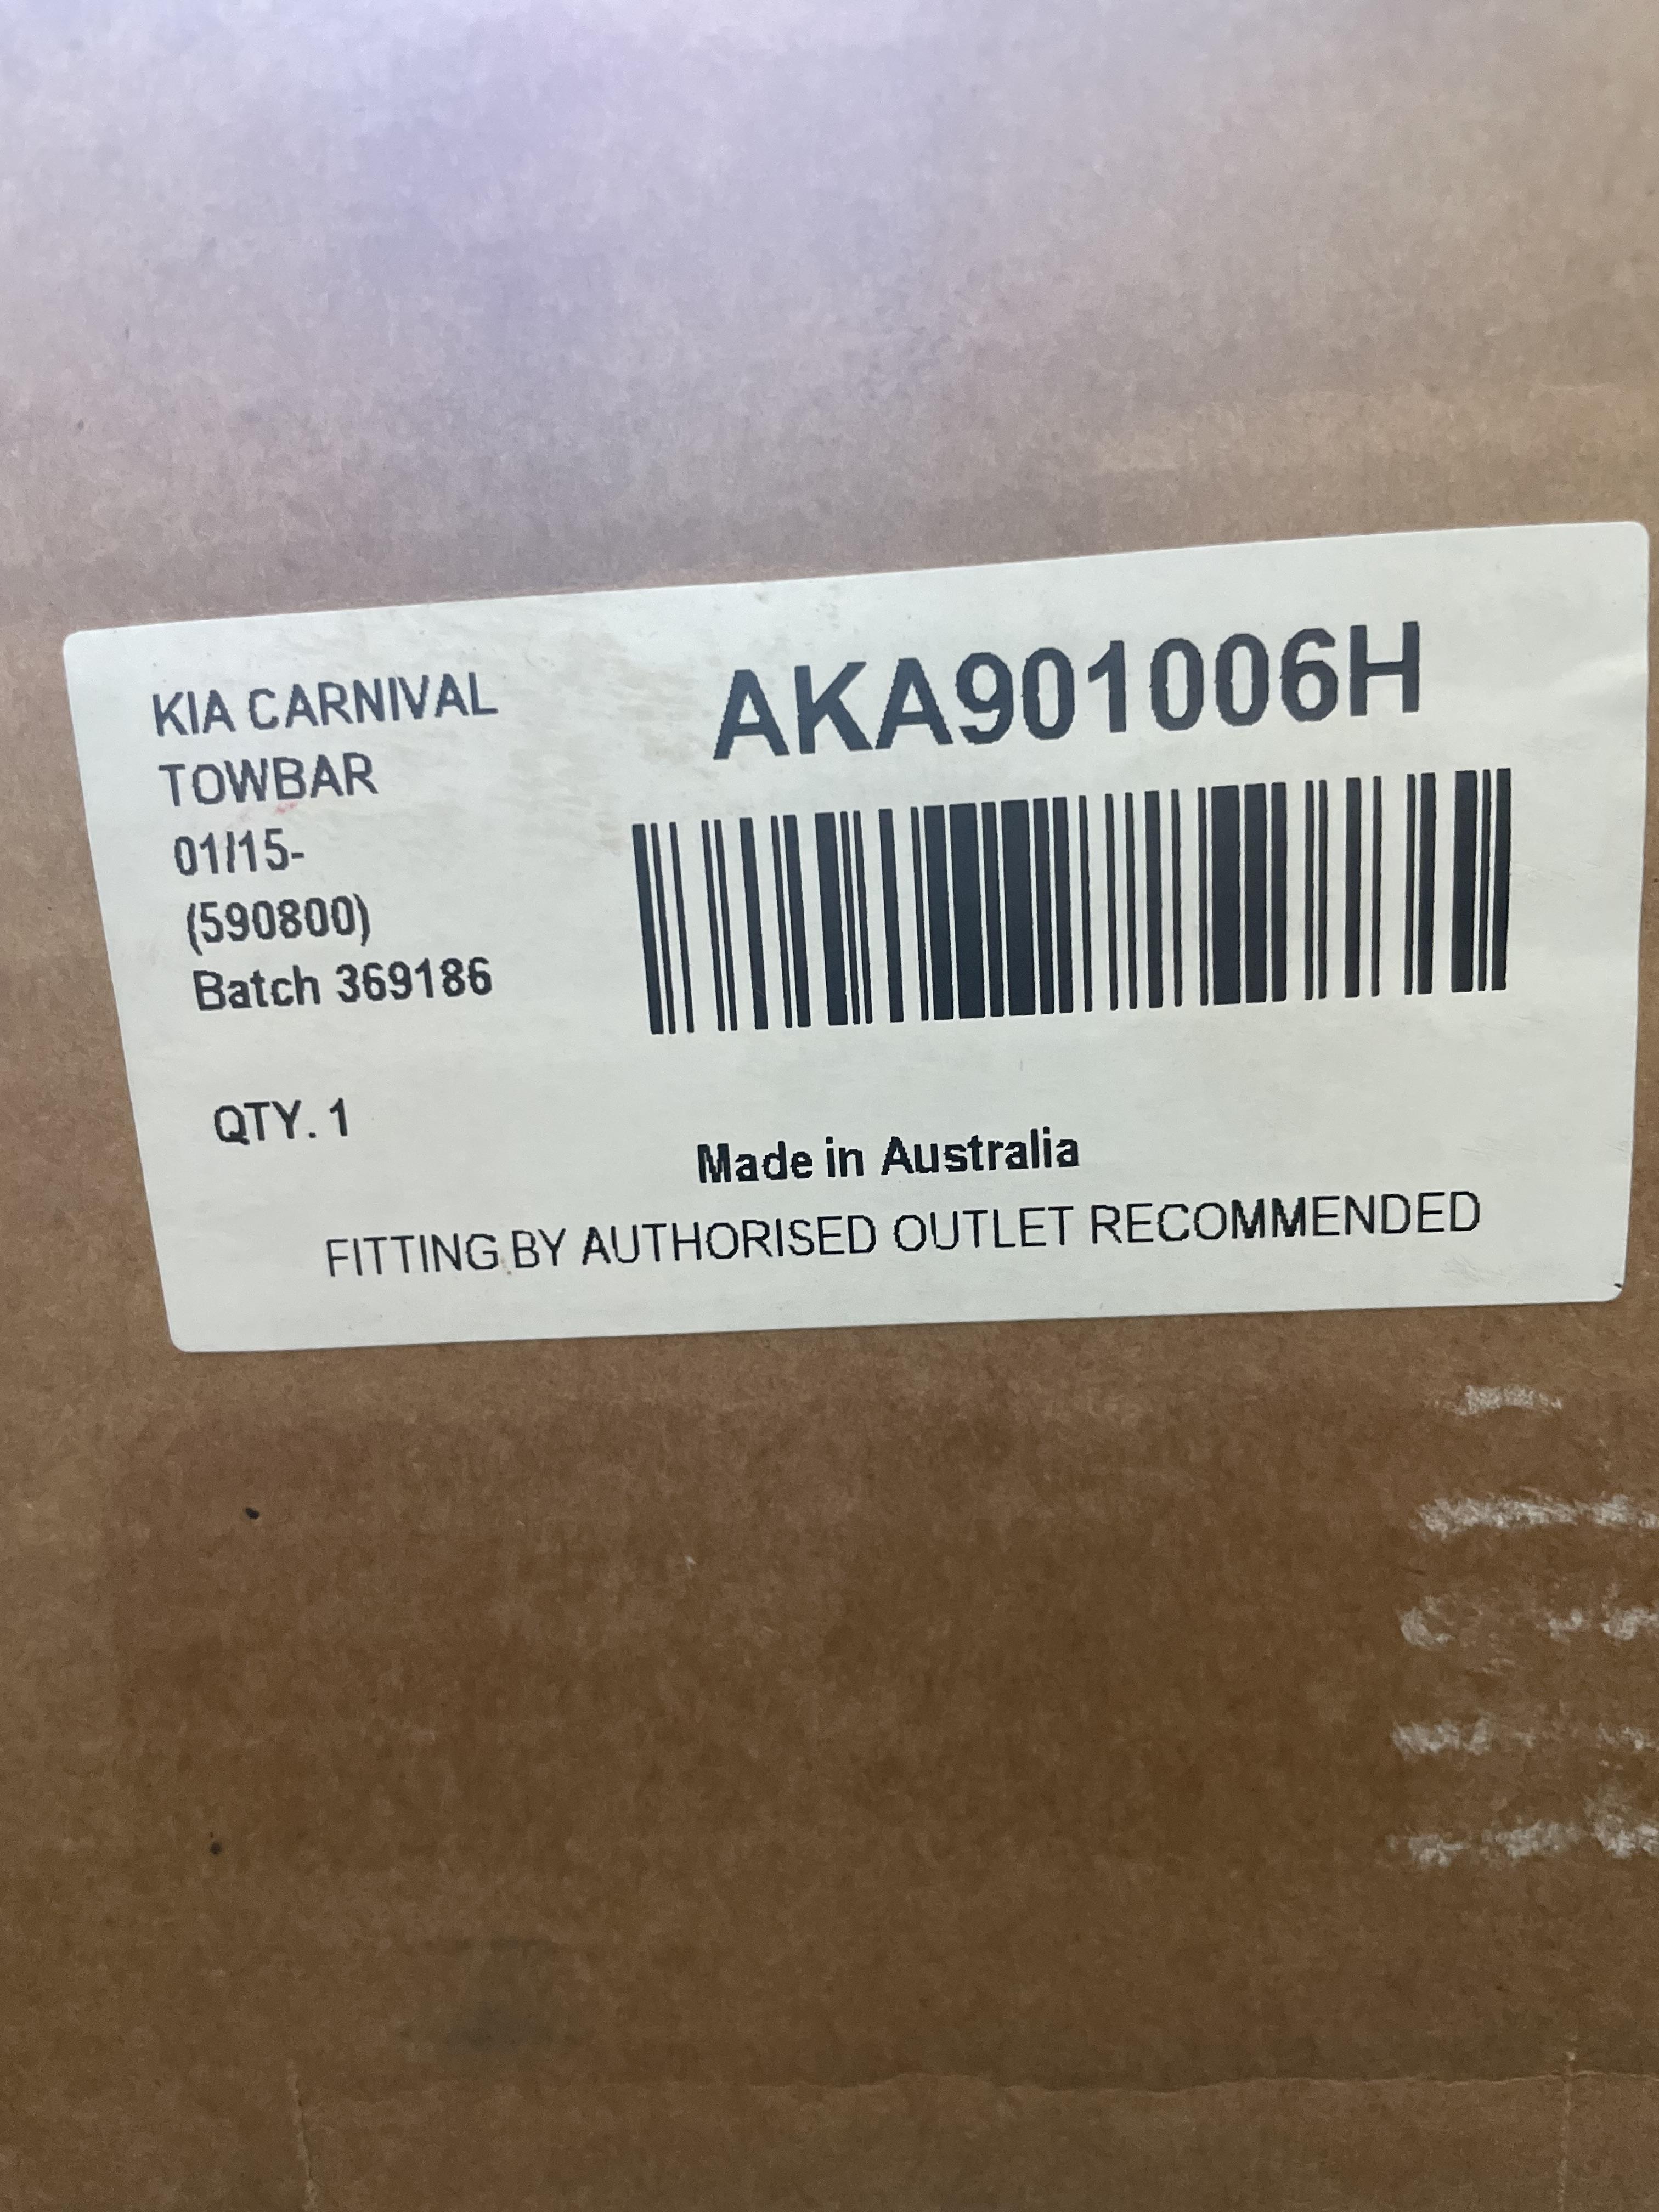 KIA CARNIVAL
TOWBAR
01/15-
(590800)
Batch 369186
QTY. 1
AKA901006H
Made in Australia
FITTING BY AUTHORISED OUTLET RECOMMENDED